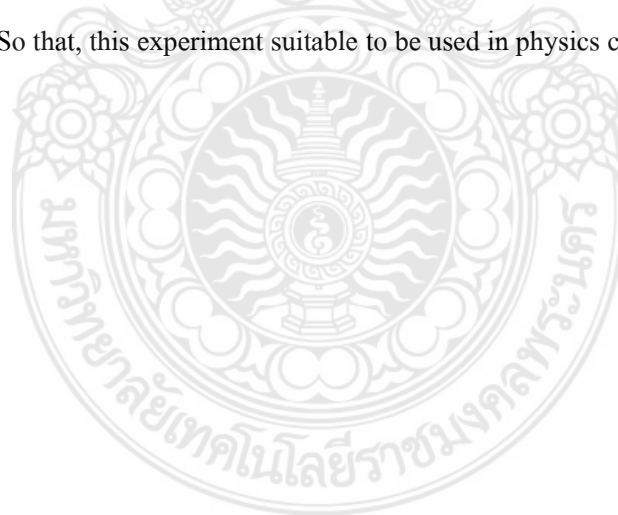 So that, this experiment suitable to be used in physics c
มหาวิทยาลัยเทคโนโลยีราชมงคลพระนคร